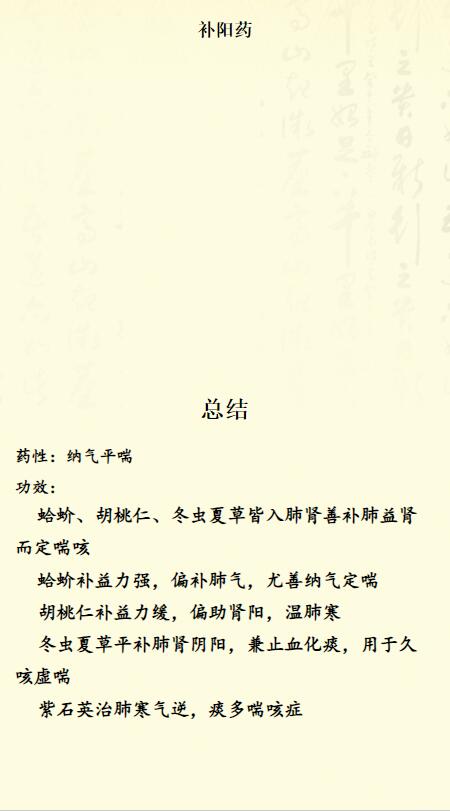 补阳药
总结
药性：纳气平喘
功效：
蛤蚧、胡桃仁、冬虫夏草皆入肺肾善补肺益肾
而定喘咳
蛤蚧补益力强，偏补肺气，尤善纳气定喘
胡桃仁补益力缓，偏助肾阳，温肺寒
冬虫夏草平补肺肾阴阳，兼止血化痰，用于久
咳虚喘
紫石英治肺寒气逆，痰多喘咳症